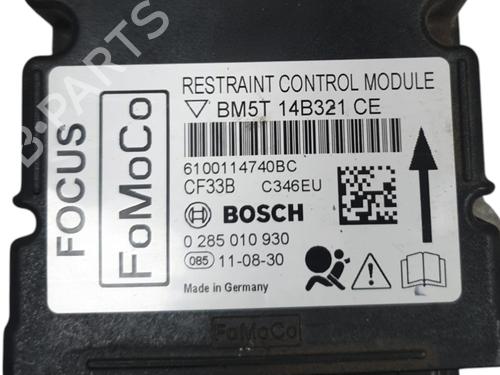 RESTRAINT CONTROL MODULE
BM5T 14B321 CE
FOCUS
FoMoCo
6100114740BC
CF33B C346EU
BOSCH
0 285 010 930
085 11-08-30
Made in Germany
FoMoCo
B-PARTS